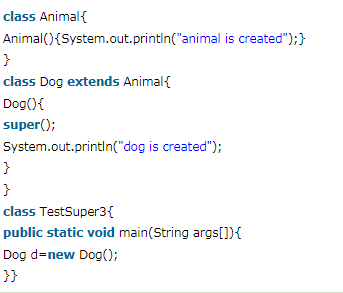 class Animal{
Animal(){System.out.println("animal is created");}
}
class Dog extends Animal{
Dog(){
super();
System.out.println("dog is created");
}
}
class TestSuper3{
public static void main(String args[]){
Dog d=new Dog();
}}